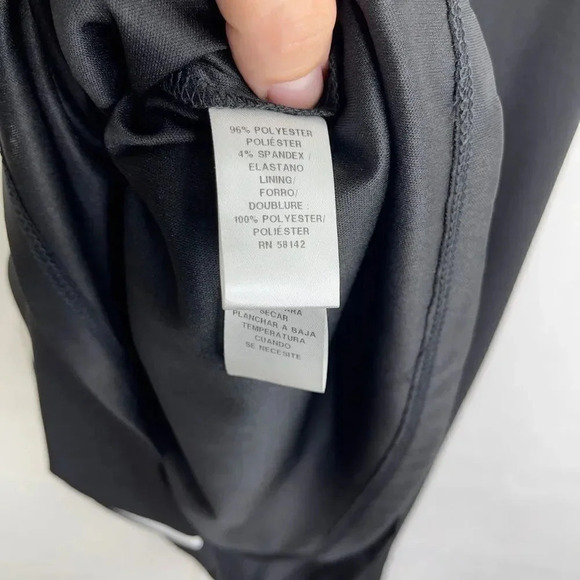 96% POLYESTER
POLIÉSTER
4% SPANDEX /
ELASTANO
LINING/
FORRO/
DOUBLURE :
100% POLYESTER/
POLIÉSTER
RN 58142
SECAR
PLANCHAR A BAJA
TEMPERATURA
CUANDO
SE NECESITE